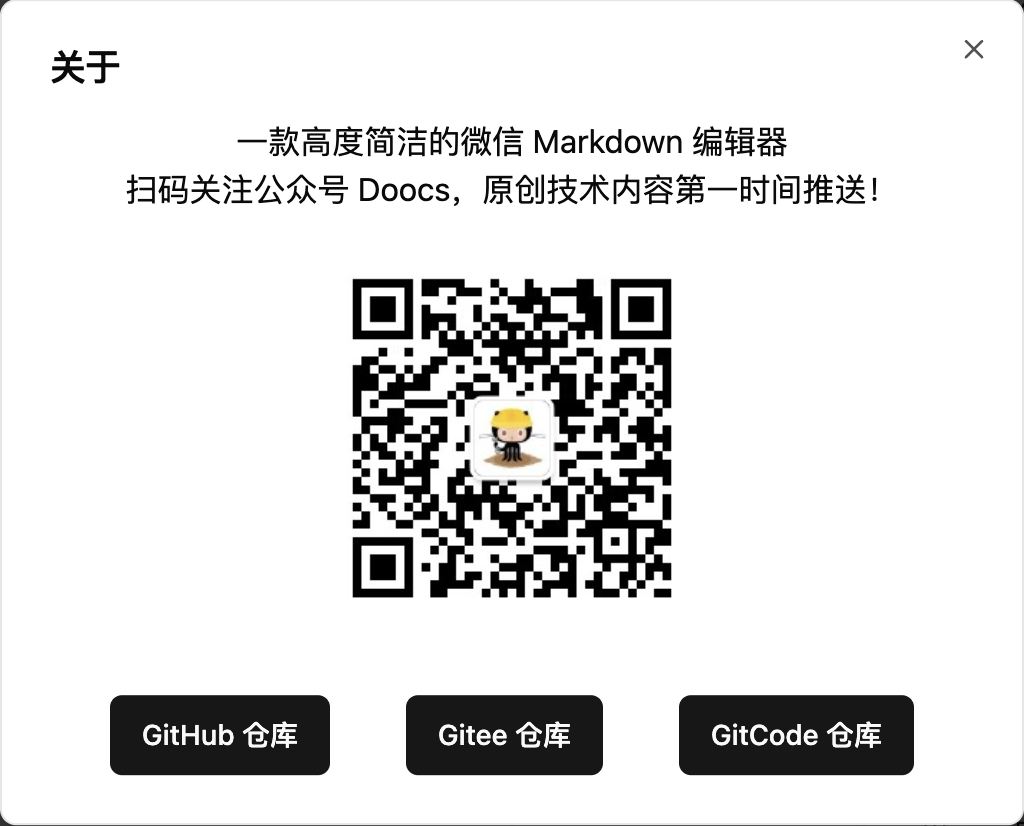 关于
一款高度简洁的微信 Markdown 编辑器
扫码关注公众号 Doocs，原创技术内容第一时间推送！
GitHub 仓库
Gitee 仓库
GitCode 仓库